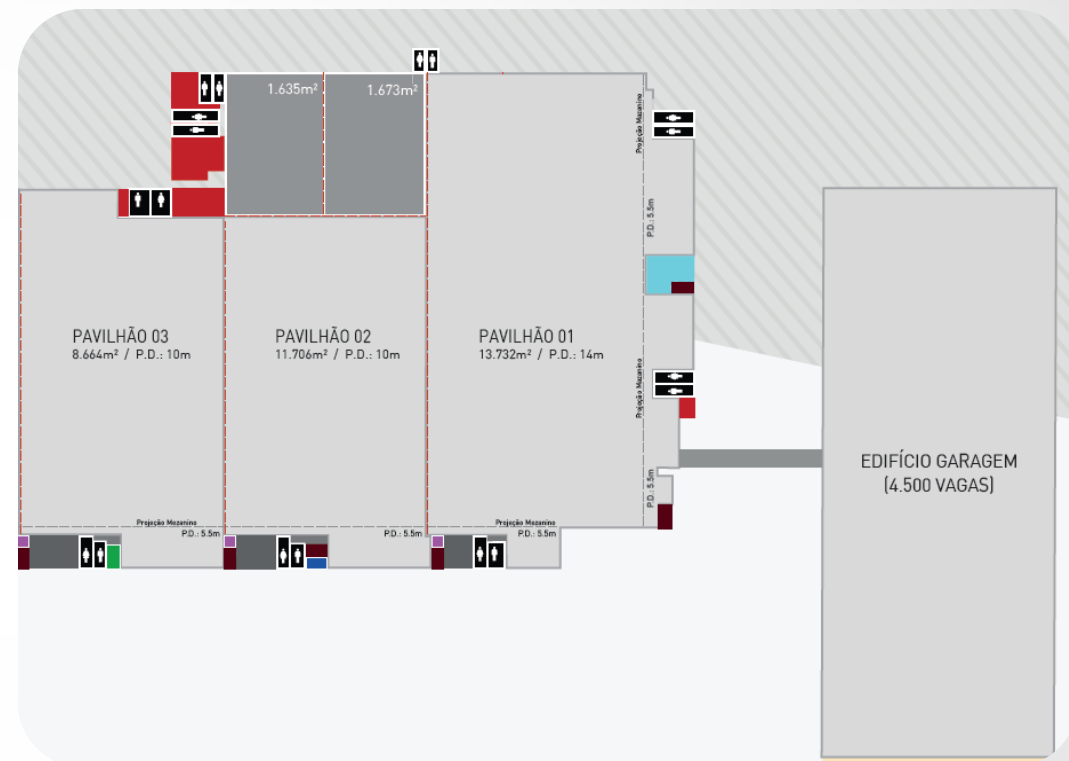 1.635m²
1.673m²
Projeção Mezanino
P.D.: 5.5m
PAVILHÃO 03
8.664m² / P.D.: 10m
PAVILHÃO 02
11.706m² / P.D.: 10m
PAVILHÃO 01
13.732m² / P.D.: 14m
Projeção Mezanino
EDIFÍCIO GARAGEM
(4.500 VAGAS)
P.D.: 5.5m
Projeção Mezanino
P.D.: 5.5m
P.D.: 5.5m
Projeção Mezanino
P.D.: 5.5m